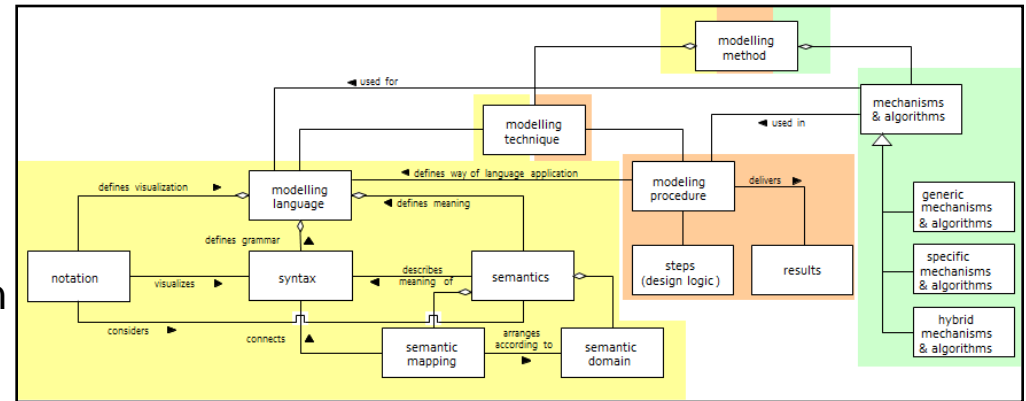 modelling
method
◄ used for
mechanisms
& algorithms
modelling
technique
◄ used in
defines visualization ►
modelling
language
◄ defines way of language application
◄ defines meaning
modeling
procedure
delivers ►
generic
mechanisms
& algorithms
defines grammar ▲
notation
visualizes ►
syntax
describes
meaning of ◄
semantics
steps
(design logic)
results
specific
mechanisms
& algorithms
n
considers ►
connects ▲
semantic
mapping
arranges
according to ►
semantic
domain
hybrid
mechanisms
& algorithms